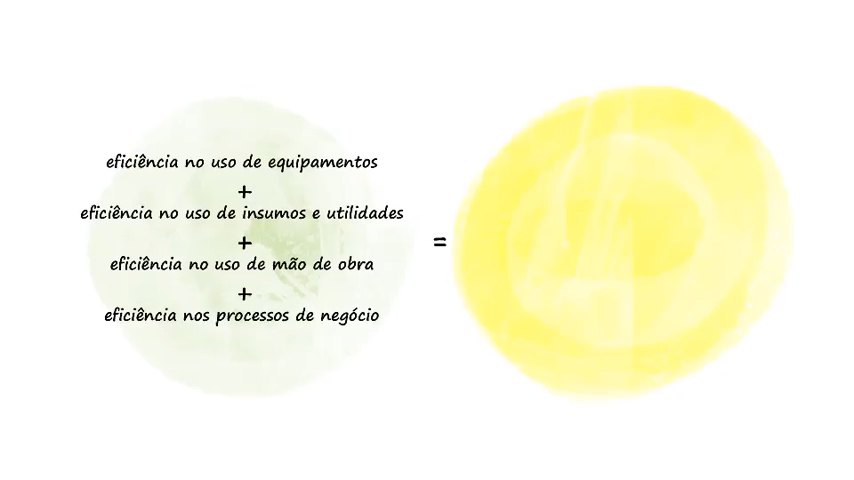 eficiência no uso de equipamentos
+
eficiência no uso de insumos e utilidades
+
eficiência no uso de mão de obra
+
eficiência nos processos de negócio
=